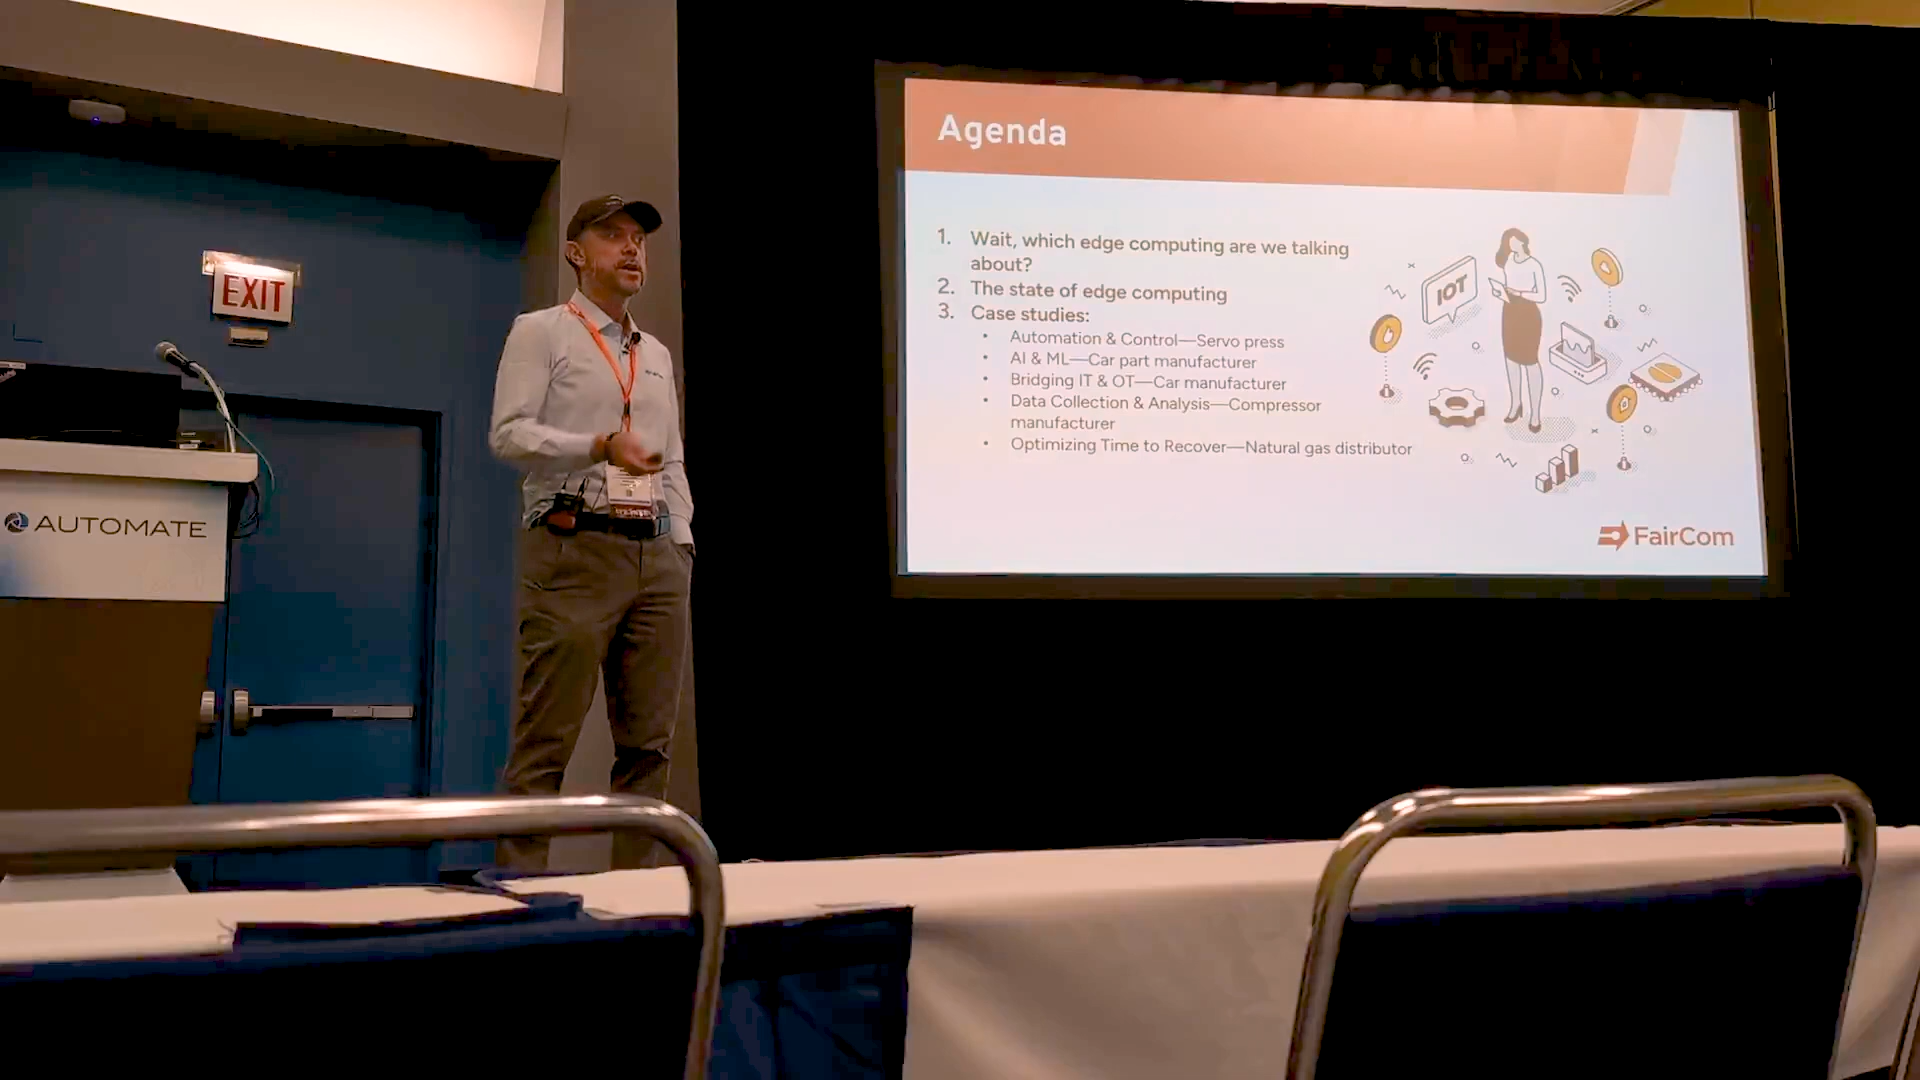 Agenda
1. Wait, which edge computing are we talking
about?
2. The state of edge computing
3. Case studies:
• Automation & Control—Servo press
• AI & ML—Car part manufacturer
• Bridging IT & OT—Car manufacturer
• Data Collection & Analysis—Compressor
manufacturer
• Optimizing Time to Recover—Natural gas distributor
IOT
FairCom
EXIT
AUTOMATE